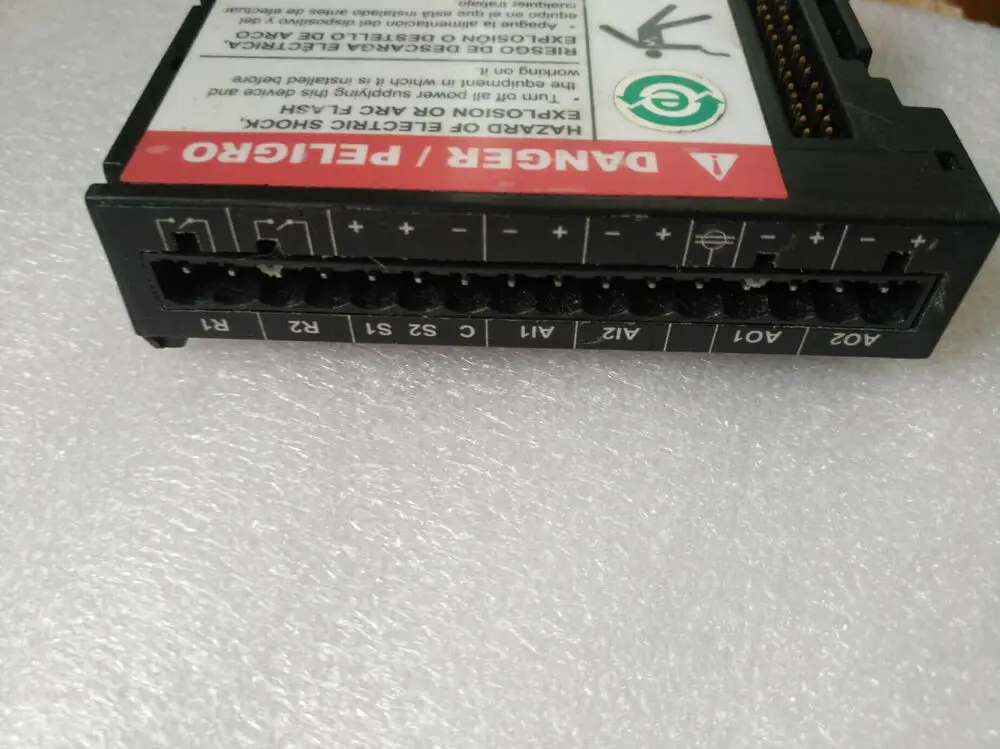 AO2 AO1 AI2 AI1 C S2 S1 R2 R1
+ − + − + − + − − + +
DANGER / PELIGRO
HAZARD OF ELECTRIC SHOCK,
EXPLOSION OR ARC FLASH
* Turn off all power supplying this device and
the equipment in which it is installed before
working on it.
RIESGO DE DESCARGA ELÉCTRICA,
EXPLOSIÓN O DESTELLO DE ARCO
* Apague la alimentación del dispositivo y del
equipo en el que está instalado antes de efectuar
cualquier trabajo
e